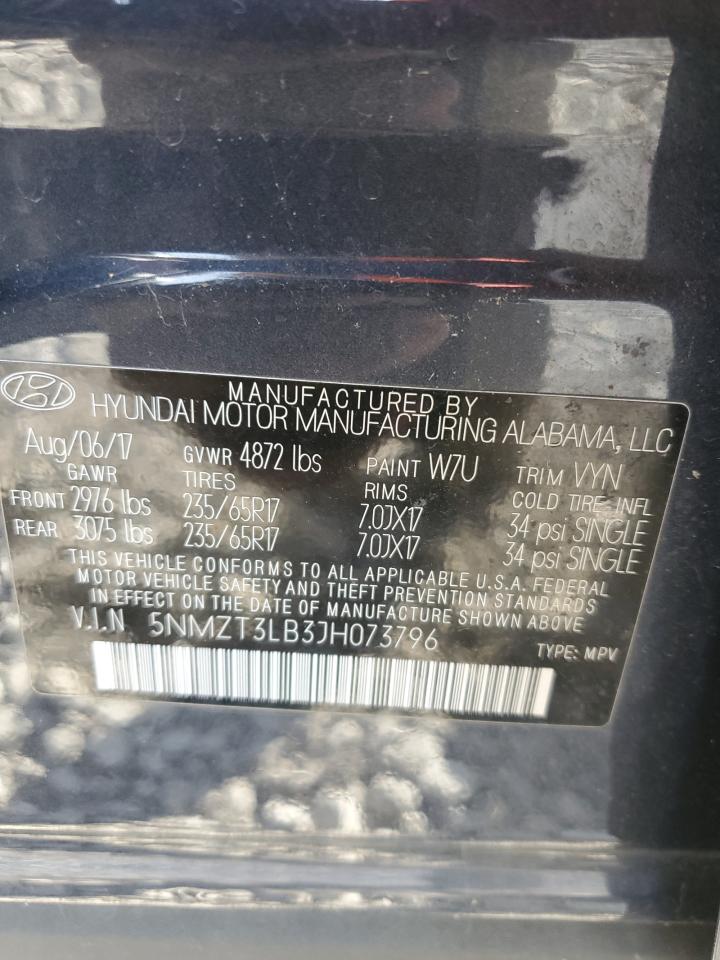 MANUFACTURED BY
HYUNDAI MOTOR MANUFACTURING ALABAMA, LLC
Aug/06/17 GVWR 4872 lbs PAINT W7U TRIM VYN
GAWR TIRES RIMS COLD TIRE INFL
FRONT 2976 lbs 235/65R17 7.0JX17 34 psi SINGLE
REAR 3075 lbs 235/65R17 7.0JX17 34 psi SINGLE
THIS VEHICLE CONFORMS TO ALL APPLICABLE U.S.A. FEDERAL
MOTOR VEHICLE SAFETY AND THEFT PREVENTION STANDARDS
IN EFFECT ON THE DATE OF MANUFACTURE SHOWN ABOVE.
V.I.N 5NMZT3LB3JH073796 TYPE: MPV